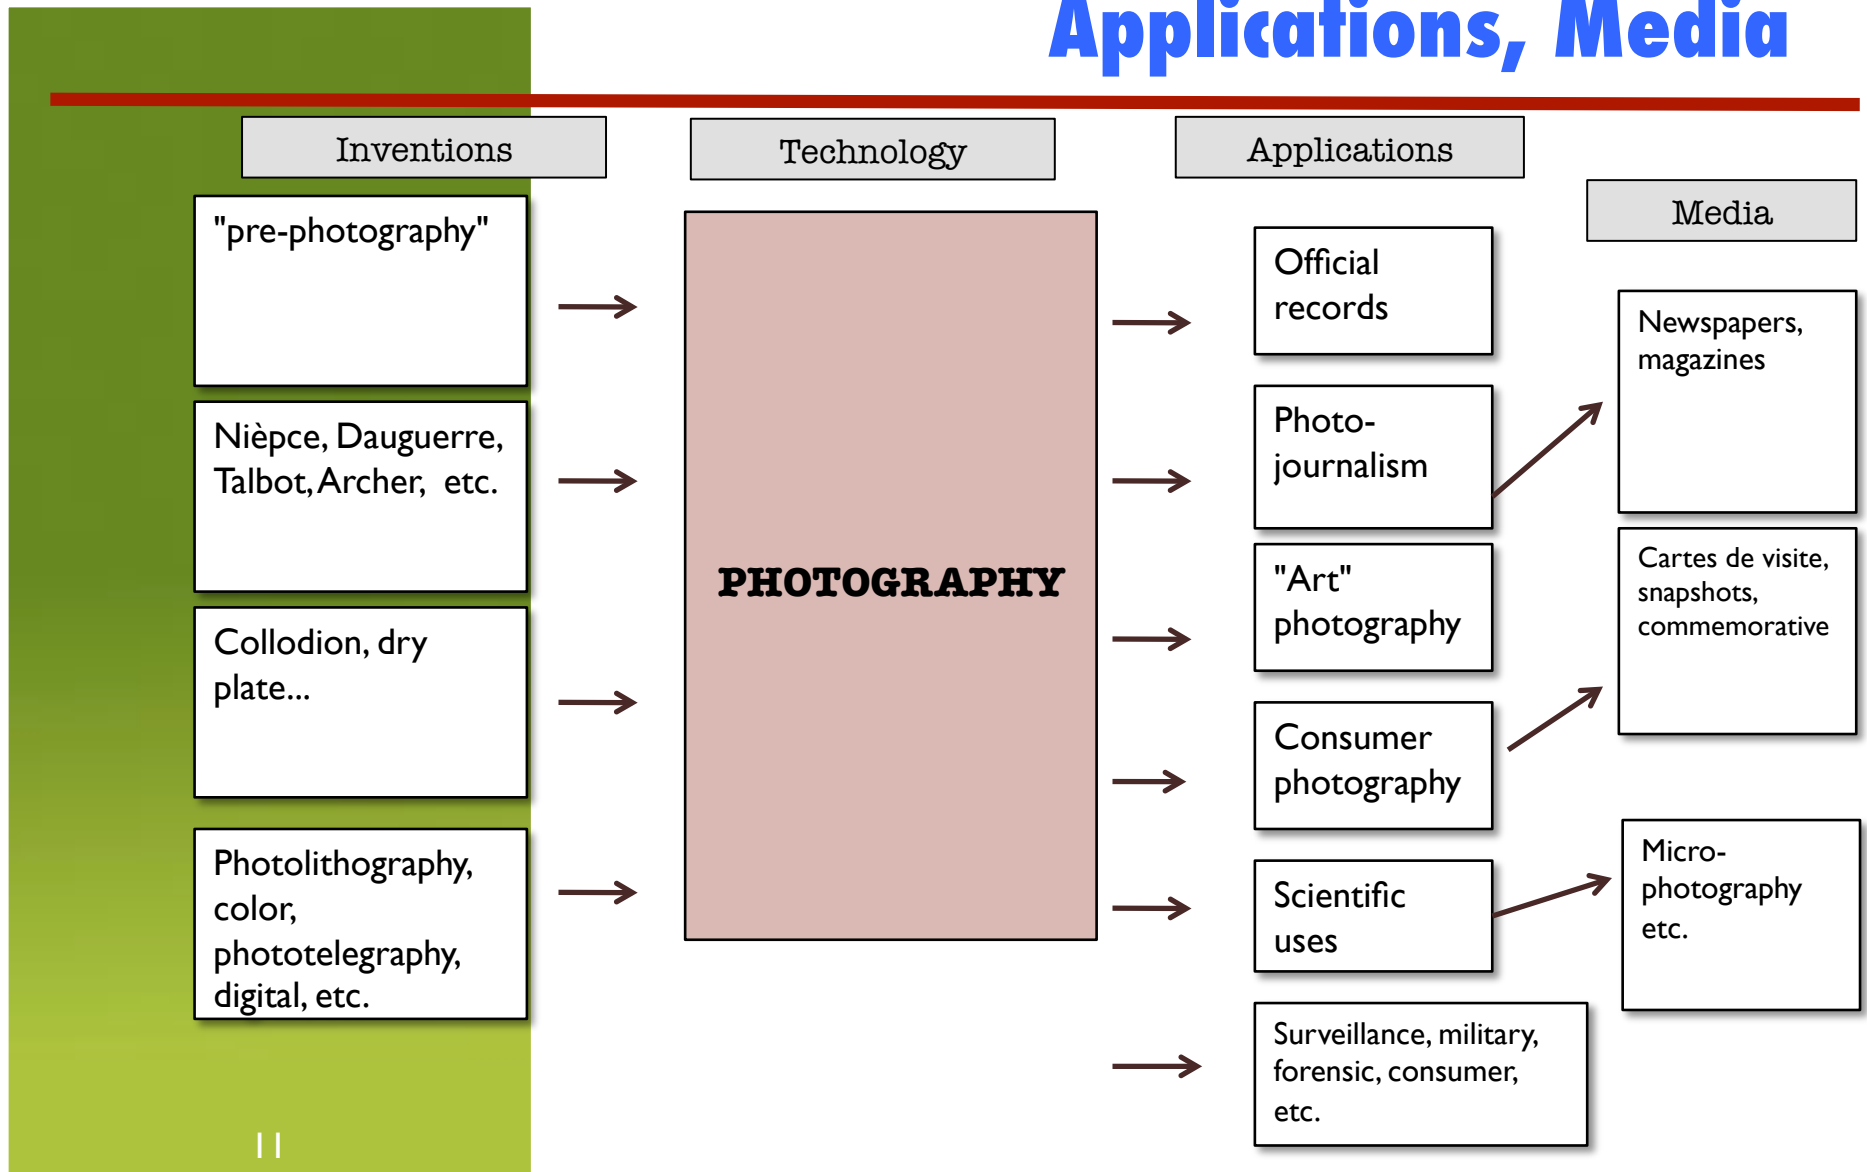 Applications, Media
Inventions
Technology
Applications
Media
"pre-photography"
Nièpce, Dauguerre,
Talbot, Archer, etc.
Collodion, dry
plate...
Photolithography,
color,
phototelegraphy,
digital, etc.
PHOTOGRAPHY
Official
records
Photo-
journalism
"Art"
photography
Consumer
photography
Scientific
uses
Surveillance, military,
forensic, consumer,
etc.
Newspapers,
magazines
Cartes de visite,
snapshots,
commemorative
Micro-
photography
etc.
11